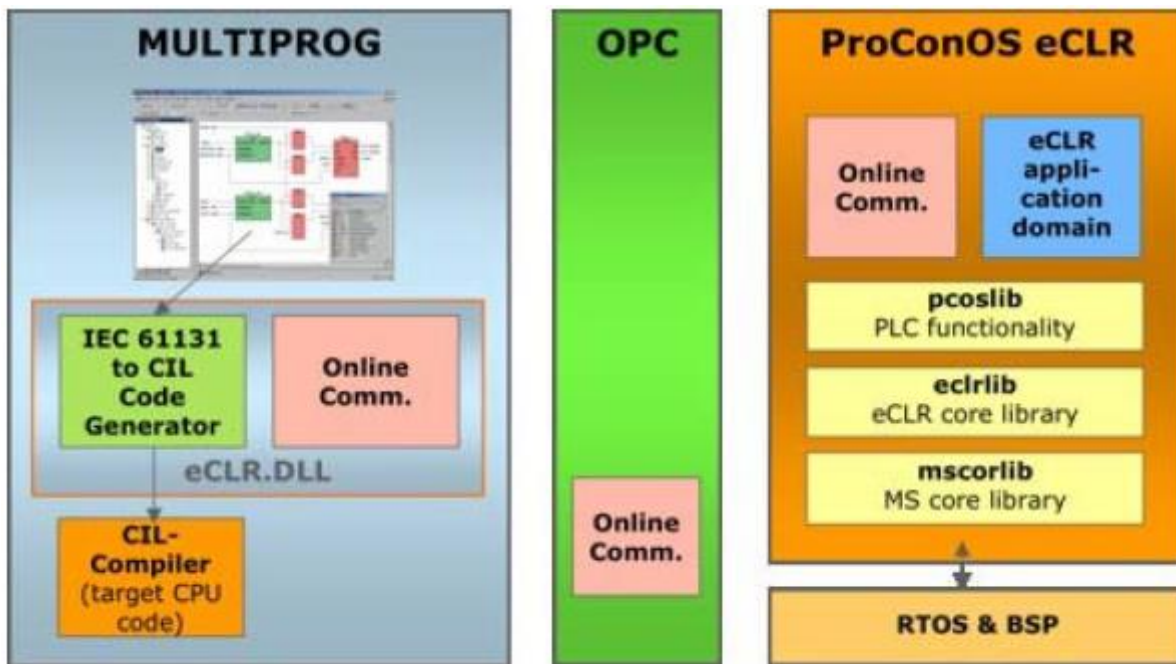 MULTIPROG
IEC 61131
to CIL
Code
Generator
Online
Comm.
eCLR.DLL
CIL-
Compiler
(target CPU
code)
OPC
Online
Comm.
ProConOS eCLR
Online
Comm.
eCLR
appli-
cation
domain
pcoslib
PLC functionality
eclrlib
eCLR core library
mscorlib
MS core library
RTOS & BSP